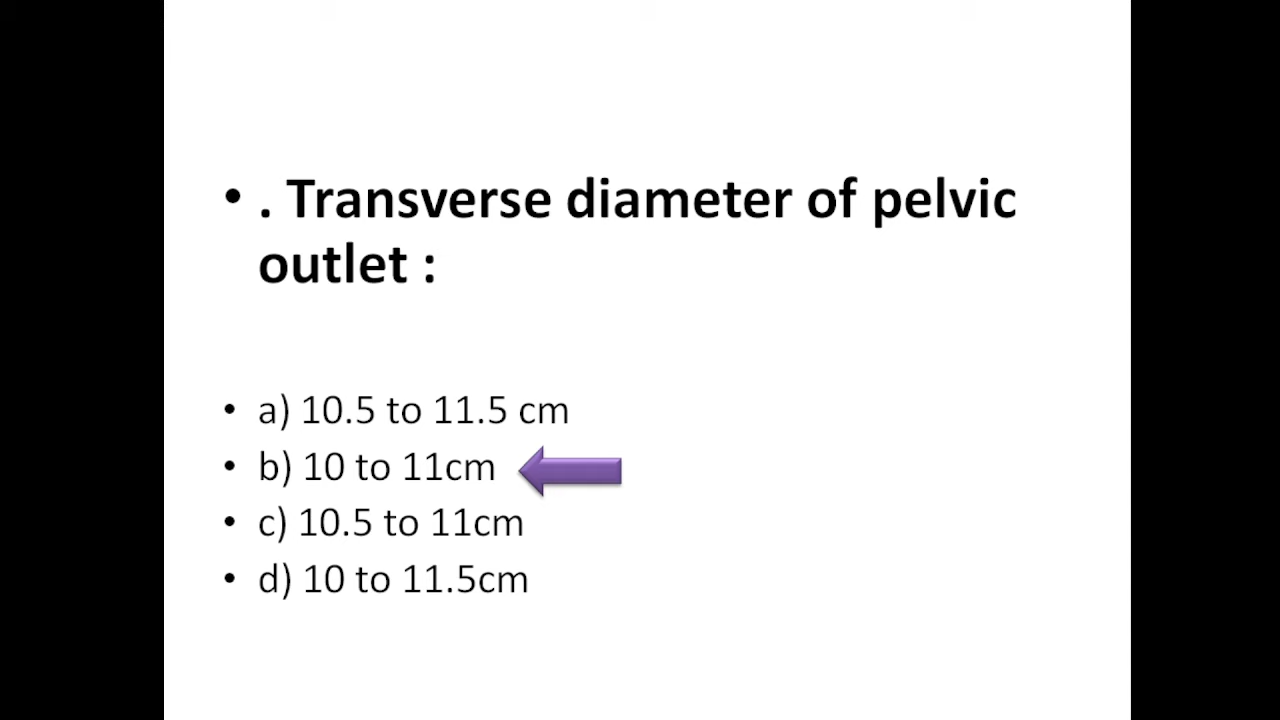 • . Transverse diameter of pelvic
outlet :
• a) 10.5 to 11.5 cm
• b) 10 to 11cm
• c) 10.5 to 11cm
• d) 10 to 11.5cm